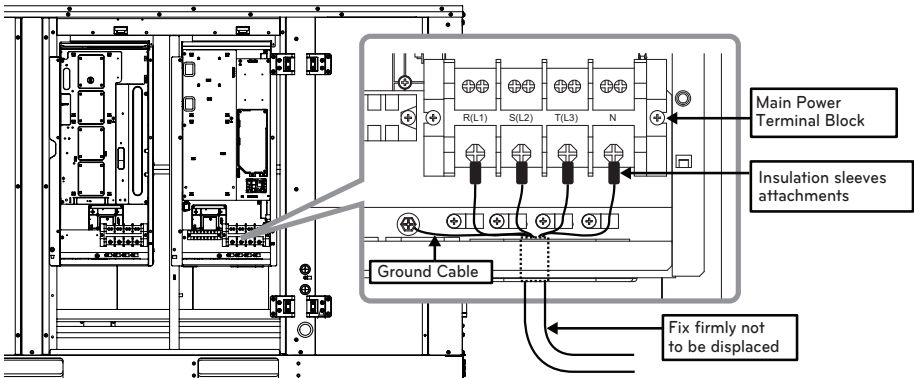 Main Power
Terminal Block
R(L1) S(L2) T(L3) N
Insulation sleeves
attachments
Ground Cable
Fix firmly not
to be displaced